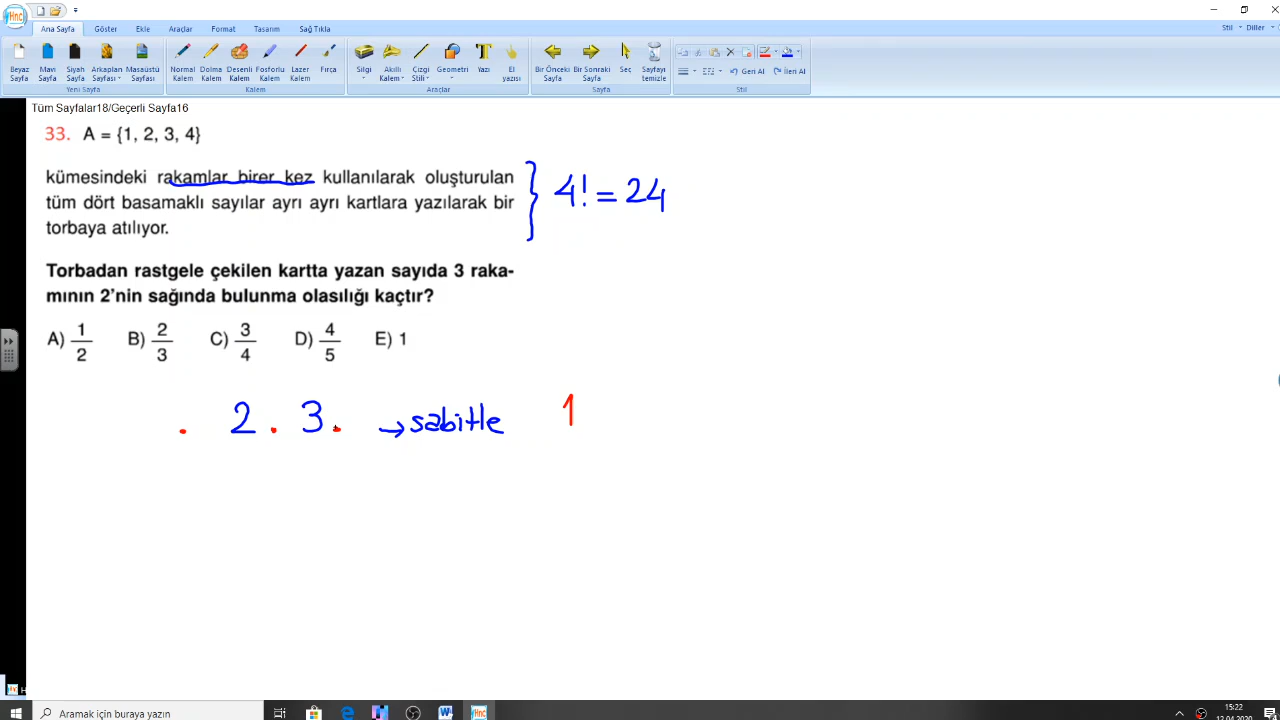 Ana Sayfa Göster Ekle Araçlar Format Tasarım Sağ Tıkla Stil Diller
Beyaz Sayfa Mavi Sayfa Siyah Sayfa Arkaplan Sayfası Masaüstü Sayfası Normal Kalem Dolma Kalem Desenli Kalem Fosforlu Kalem Lazer Kalem Fırça Silgi Akıllı Kalem Çizgi Stili Geometri Yazı El yazısı Bir Önceki Sayfa Bir Sonraki Sayfa Seç Sayfayı temizle Geri Al İleri Al
Yeni Sayfa Kalem Araçlar Sayfa Stil
Tüm Sayfalar18/Geçerli Sayfa16
33. A = {1, 2, 3, 4}
kümesindeki rakamlar birer kez kullanılarak oluşturulan
tüm dört basamaklı sayılar ayrı ayrı kartlara yazılarak bir
torbaya atılıyor.
4! = 24
Torbadan rastgele çekilen kartta yazan sayıda 3 raka-
mının 2'nin sağında bulunma olasılığı kaçtır?
A) 1/2 B) 2/3 C) 3/4 D) 4/5 E) 1
. 2 . 3 . → sabitle 1
Aramak için buraya yazın
15:22
12.04.2020